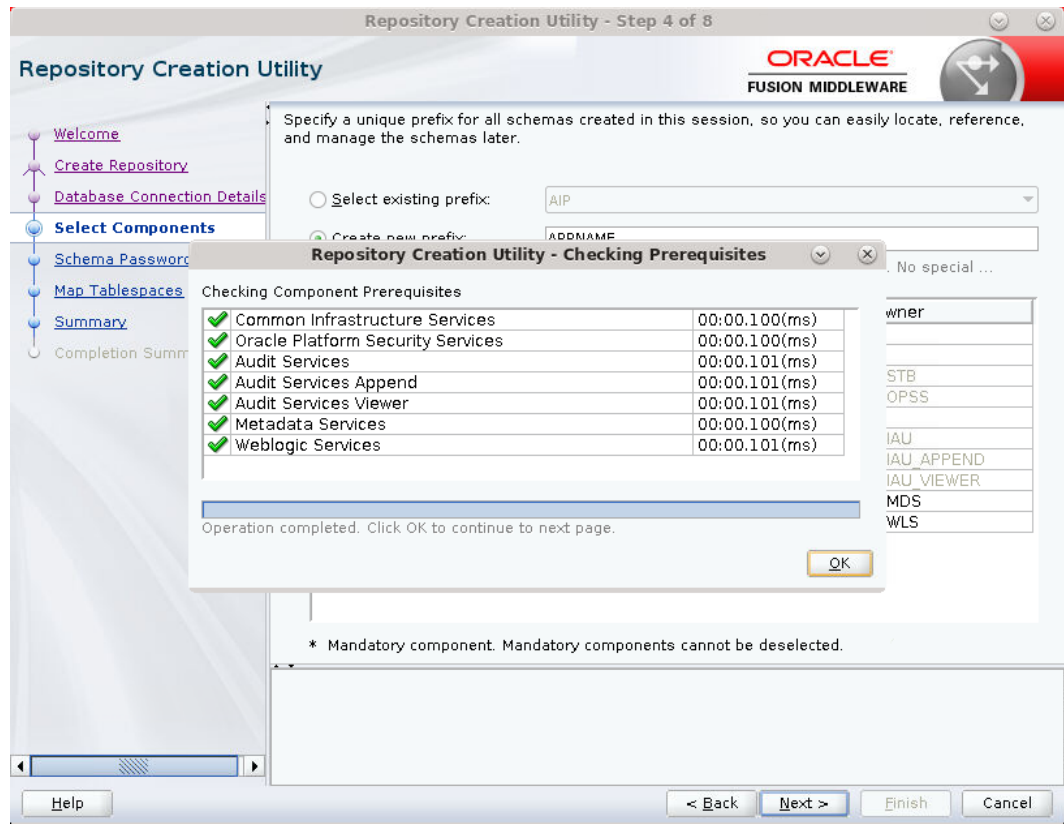 Repository Creation Utility - Step 4 of 8
Repository Creation Utility
ORACLE
FUSION MIDDLEWARE
Welcome
Create Repository
Database Connection Details
Select Components
Schema Password
Map Tablespaces
Summary
Completion Summ
Specify a unique prefix for all schemas created in this session, so you can easily locate, reference,
and manage the schemas later.
Select existing prefix: AIP
Create new prefix: APPNAME
. No special ...
wner
STB
OPSS
IAU
IAU_APPEND
IAU_VIEWER
MDS
WLS
Repository Creation Utility - Checking Prerequisites
Checking Component Prerequisites
Common Infrastructure Services 00:00.100(ms)
Oracle Platform Security Services 00:00.100(ms)
Audit Services 00:00.101(ms)
Audit Services Append 00:00.101(ms)
Audit Services Viewer 00:00.101(ms)
Metadata Services 00:00.100(ms)
Weblogic Services 00:00.101(ms)
Operation completed. Click OK to continue to next page.
OK
* Mandatory component. Mandatory components cannot be deselected.
Help
< Back
Next >
Finish
Cancel